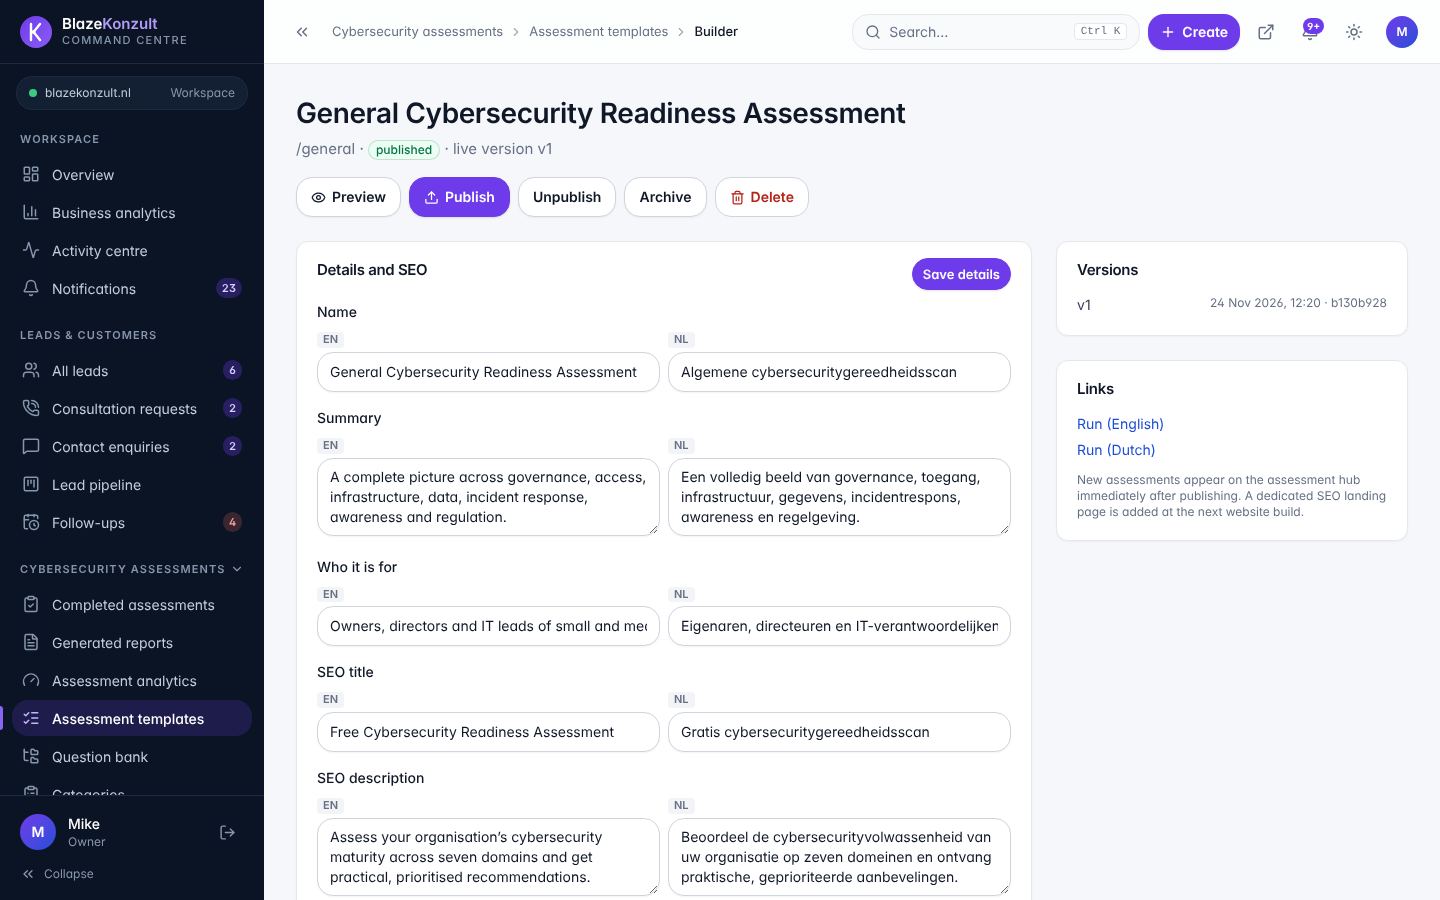 BlazeKonzult
COMMAND CENTRE
blazekonzult.nl Workspace
WORKSPACE
Overview
Business analytics
Activity centre
Notifications 23
LEADS & CUSTOMERS
All leads 6
Consultation requests 2
Contact enquiries 2
Lead pipeline
Follow-ups 4
CYBERSECURITY ASSESSMENTS
Completed assessments
Generated reports
Assessment analytics
Assessment templates
Question bank
Categories
M
Mike
Owner
Collapse
Cybersecurity assessments Assessment templates Builder
Search... Ctrl K
Create
9+
M
General Cybersecurity Readiness Assessment
/general · published · live version v1
Preview Publish Unpublish Archive Delete
Details and SEO
Save details
Name
EN NL
General Cybersecurity Readiness Assessment Algemene cybersecuritygereedheidsscan
Summary
EN
A complete picture across governance, access,
infrastructure, data, incident response,
awareness and regulation.
NL
Een volledig beeld van governance, toegang,
infrastructuur, gegevens, incidentrespons,
awareness en regelgeving.
Who it is for
EN NL
Owners, directors and IT leads of small and med Eigenaren, directeuren en IT-verantwoordelijken
SEO title
EN NL
Free Cybersecurity Readiness Assessment Gratis cybersecuritygereedheidsscan
SEO description
EN
Assess your organisation’s cybersecurity
maturity across seven domains and get
practical, prioritised recommendations.
NL
Beoordeel de cybersecurityvolwassenheid van
uw organisatie op zeven domeinen en ontvang
praktische, geprioriteerde aanbevelingen.
Versions
v1 24 Nov 2026, 12:20 · b130b928
Links
Run (English)
Run (Dutch)
New assessments appear on the assessment hub
immediately after publishing. A dedicated SEO landing
page is added at the next website build.